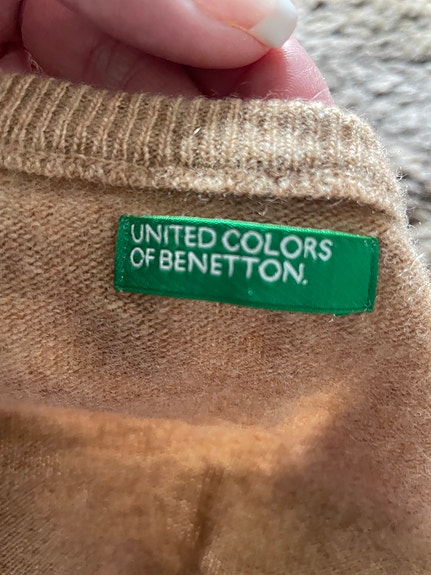 UNITED COLORS
OF BENETTON.